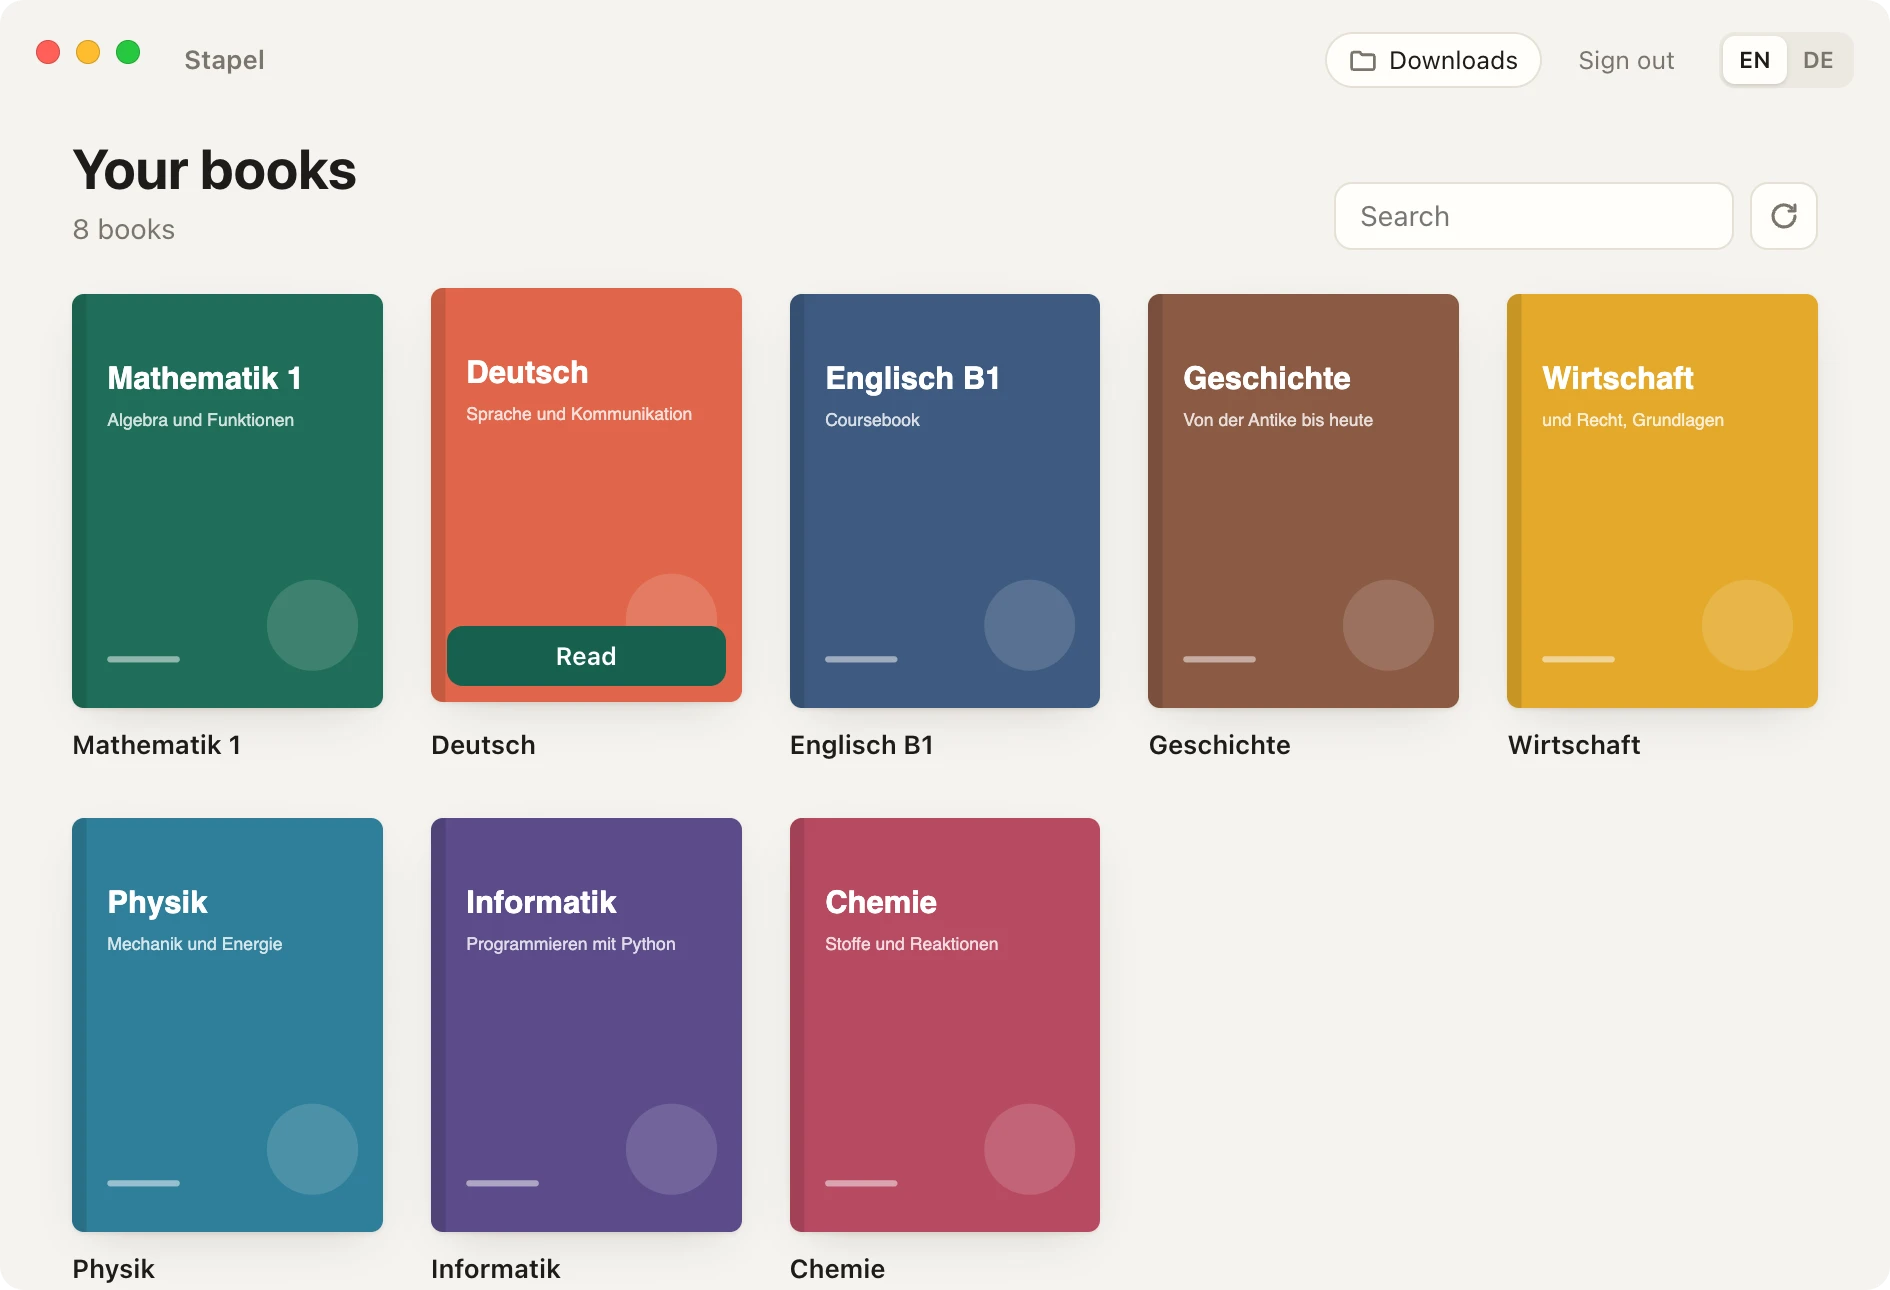 Stapel
Downloads
Sign out
EN
DE
Your books
8 books
Search
Mathematik 1
Algebra und Funktionen
Deutsch
Sprache und Kommunikation
Read
Englisch B1
Coursebook
Geschichte
Von der Antike bis heute
Wirtschaft
und Recht, Grundlagen
Mathematik 1
Deutsch
Englisch B1
Geschichte
Wirtschaft
Physik
Mechanik und Energie
Informatik
Programmieren mit Python
Chemie
Stoffe und Reaktionen
Physik
Informatik
Chemie